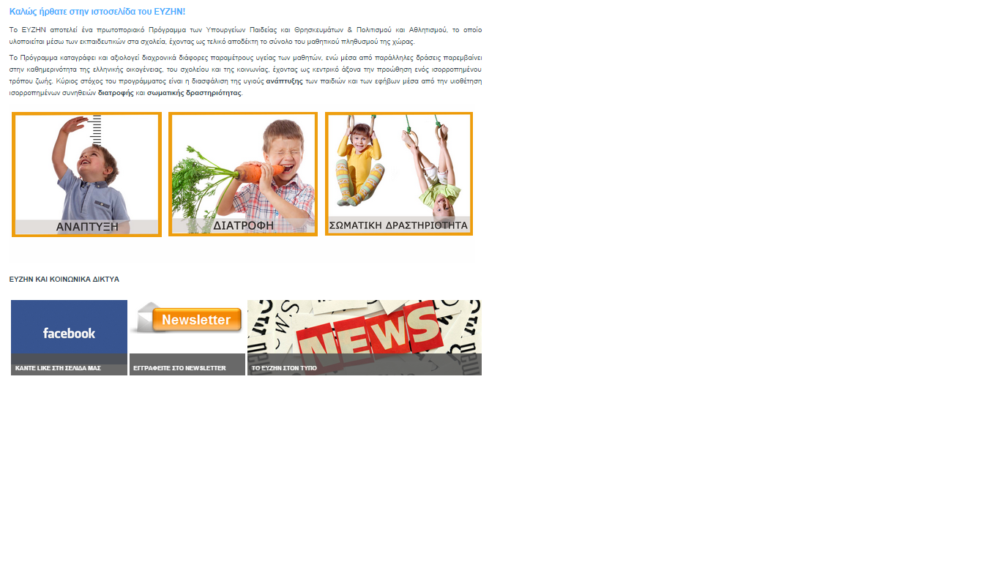 Καλώς ήρθατε στην ιστοσελίδα του ΕΥΖΗΝ!
Το ΕΥΖΗΝ αποτελεί ένα πρωτοποριακό Πρόγραμμα των Υπουργείων Παιδείας και Θρησκευμάτων & Πολιτισμού και Αθλητισμού, το οποίο
υλοποιείται μέσω των εκπαιδευτικών στα σχολεία, έχοντας ως τελικό αποδέκτη το σύνολο του μαθητικού πληθυσμού της χώρας.
Το Πρόγραμμα καταγράφει και αξιολογεί διαχρονικά διάφορες παραμέτρους υγείας των μαθητών, ενώ μέσα από παράλληλες δράσεις παρεμβαίνει
στην καθημερινότητα της ελληνικής οικογένειας, του σχολείου και της κοινωνίας, έχοντας ως κεντρικό άξονα την προώθηση ενός ισορροπημένου
τρόπου ζωής. Κύριος στόχος του προγράμματος είναι η διασφάλιση της υγιούς ανάπτυξης των παιδιών και των εφήβων μέσα από την υιοθέτηση
ισορροπημένων συνηθειών διατροφής και σωματικής δραστηριότητας.
ΑΝΑΠΤΥΞΗ
ΔΙΑΤΡΟΦΗ
ΣΩΜΑΤΙΚΗ ΔΡΑΣΤΗΡΙΟΤΗΤΑ
ΕΥΖΗΝ ΚΑΙ ΚΟΙΝΩΝΙΚΑ ΔΙΚΤΥΑ
facebook
ΚΑΝΤΕ LIKE ΣΤΗ ΣΕΛΙΔΑ ΜΑΣ
Newsletter
ΕΓΓΡΑΦΕΙΤΕ ΣΤΟ NEWSLETTER
NEWS
ΤΟ ΕΥΖΗΝ ΣΤΟΝ ΤΥΠΟ